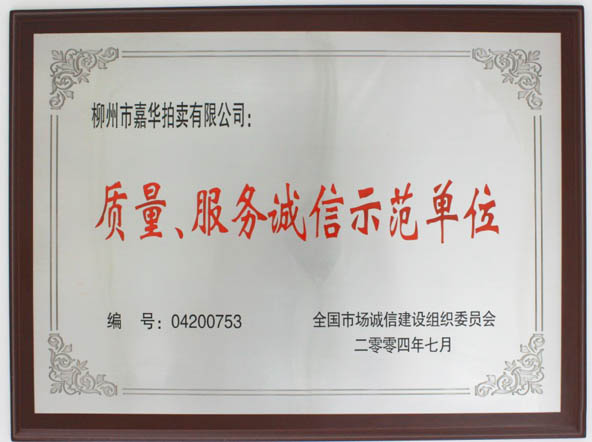 柳州市嘉华拍卖有限公司：
质量、服务诚信示范单位
编 号：04200753
全国市场诚信建设组织委员会
二零零四年七月